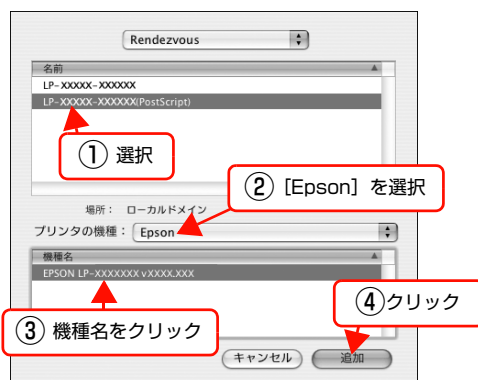 Rendezvous
名前
LP-XXXXX-XXXXXX
LP-XXXXX-XXXXXX(PostScript)
① 選択
② [Epson] を選択
場所： ローカルドメイン
プリンタの機種： Epson
機種名
EPSON LP-XXXXXXX vXXXX.XXX
④クリック
③ 機種名をクリック
キャンセル 追加